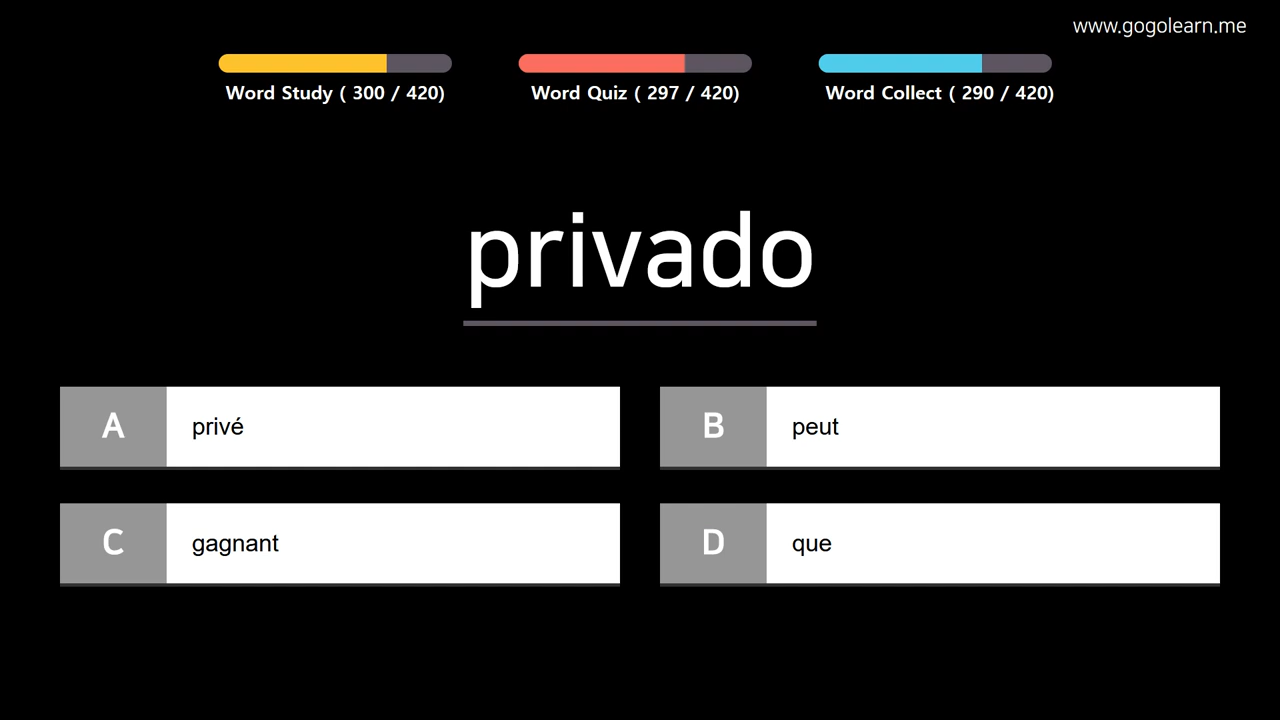 www.gogolearn.me
Word Study ( 300 / 420)
Word Quiz ( 297 / 420)
Word Collect ( 290 / 420)
privado
A privé
B peut
C gagnant
D que